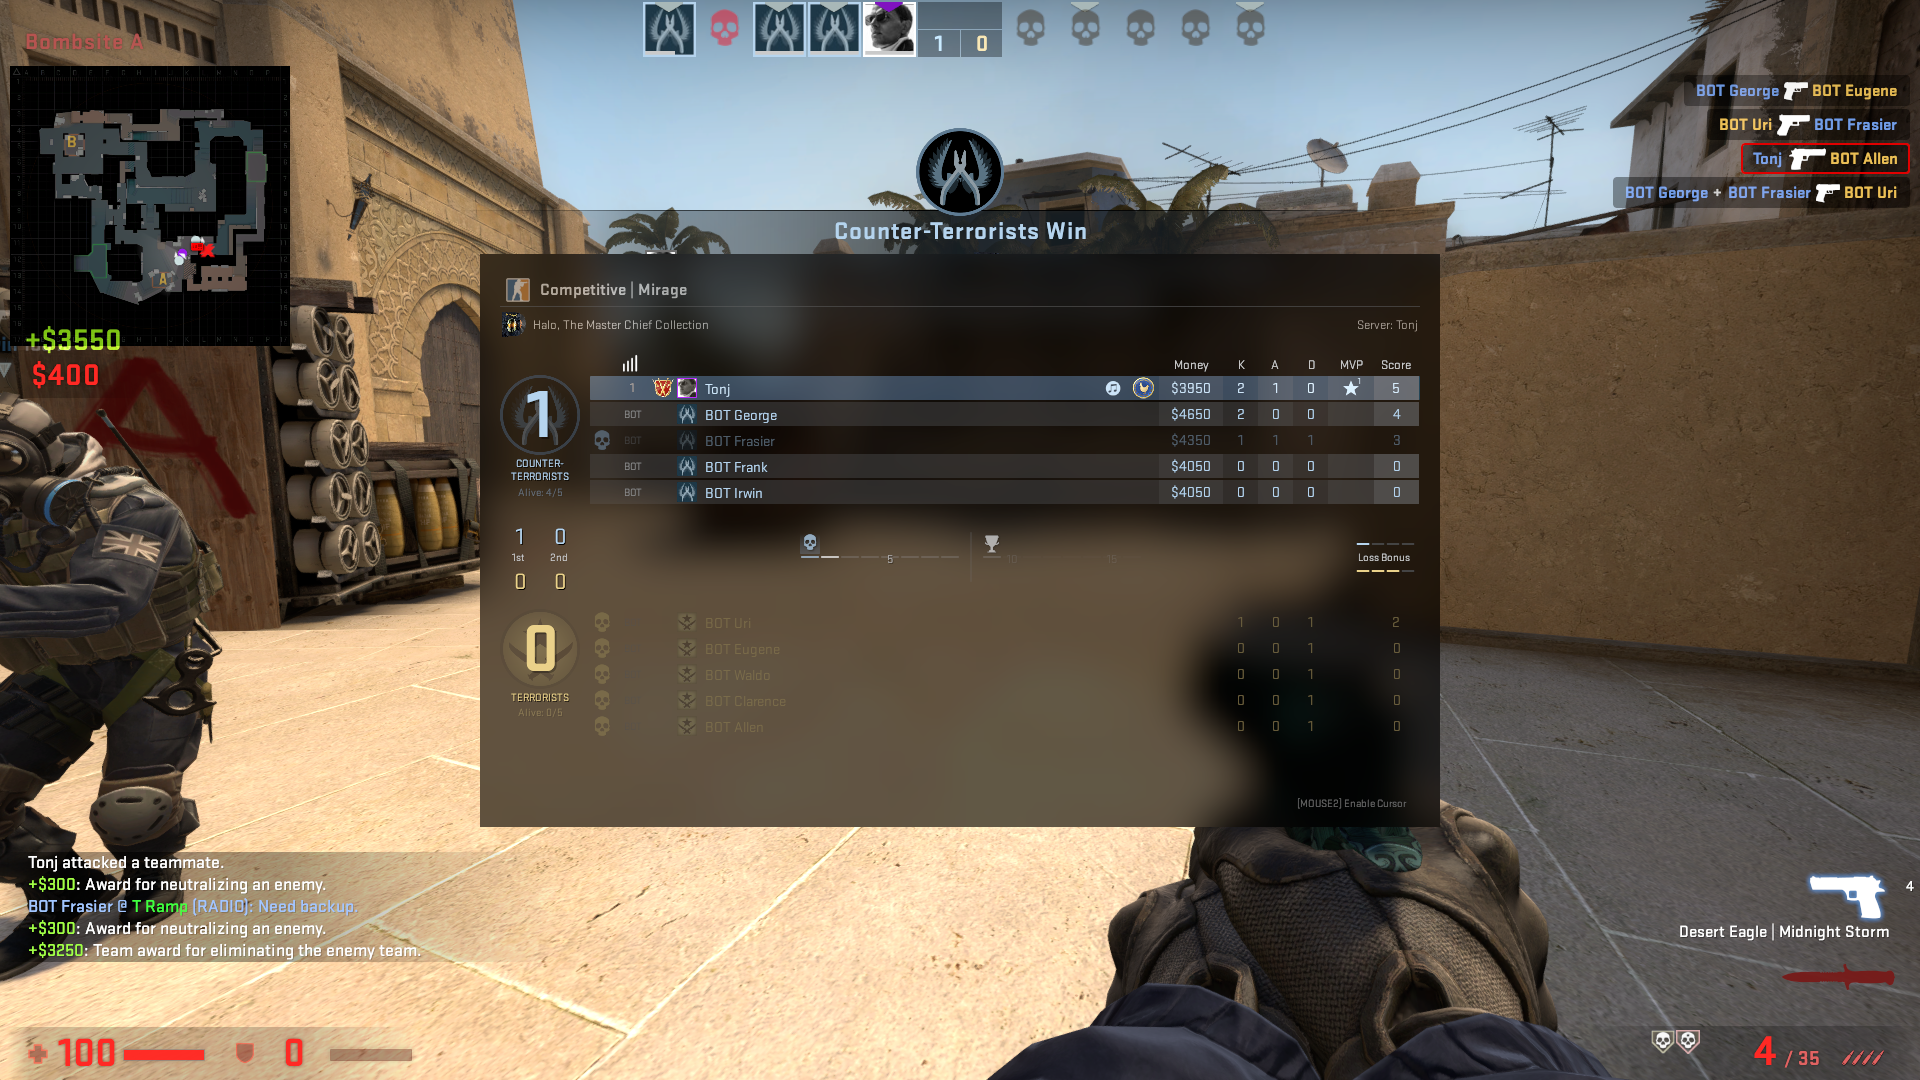 Bombsite A
1 0
BOT George BOT Eugene
BOT Uri BOT Frasier
Tonj BOT Allen
BOT George + BOT Frasier BOT Uri
B
A
+$3550
$400
Counter-Terrorists Win
Competitive | Mirage
Halo, The Master Chief Collection Server: Tonj
Money K A D MVP Score
1 Tonj $3950 2 1 0 1 5
BOT BOT George $4650 2 0 0 4
BOT BOT Frasier $4350 1 1 1 3
BOT BOT Frank $4050 0 0 0 0
BOT BOT Irwin $4050 0 0 0 0
1
COUNTER-
TERRORISTS
Alive: 4/5
1 0
1st 2nd
0 0
5 10 15
Loss Bonus
0
TERRORISTS
Alive: 0/5
BOT Uri 1 0 1 2
BOT Eugene 0 0 1 0
BOT Waldo 0 0 1 0
BOT Clarence 0 0 1 0
BOT Allen 0 0 1 0
[MOUSE2] Enable Cursor
Tonj attacked a teammate.
+$300: Award for neutralizing an enemy.
BOT Frasier @ T Ramp (RADIO): Need backup.
+$300: Award for neutralizing an enemy.
+$3250: Team award for eliminating the enemy team.
4
Desert Eagle | Midnight Storm
100 0
4 / 35